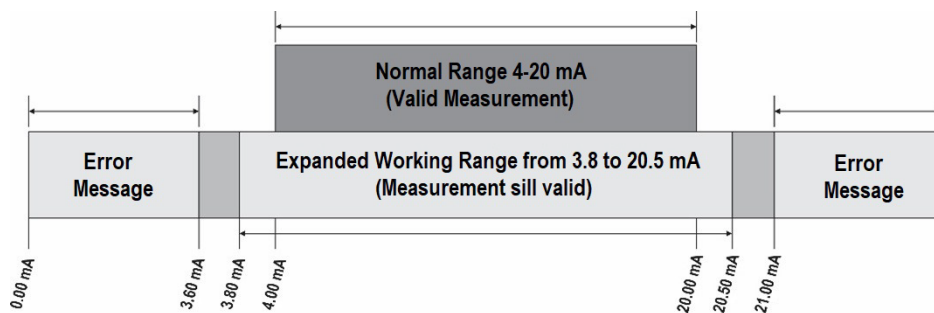 Normal Range 4-20 mA
(Valid Measurement)
Error
Message
Expanded Working Range from 3.8 to 20.5 mA
(Measurement sill valid)
Error
Message
0.00 mA
3.60 mA
3.80 mA
4.00 mA
20.00 mA
20.50 mA
21.00 mA